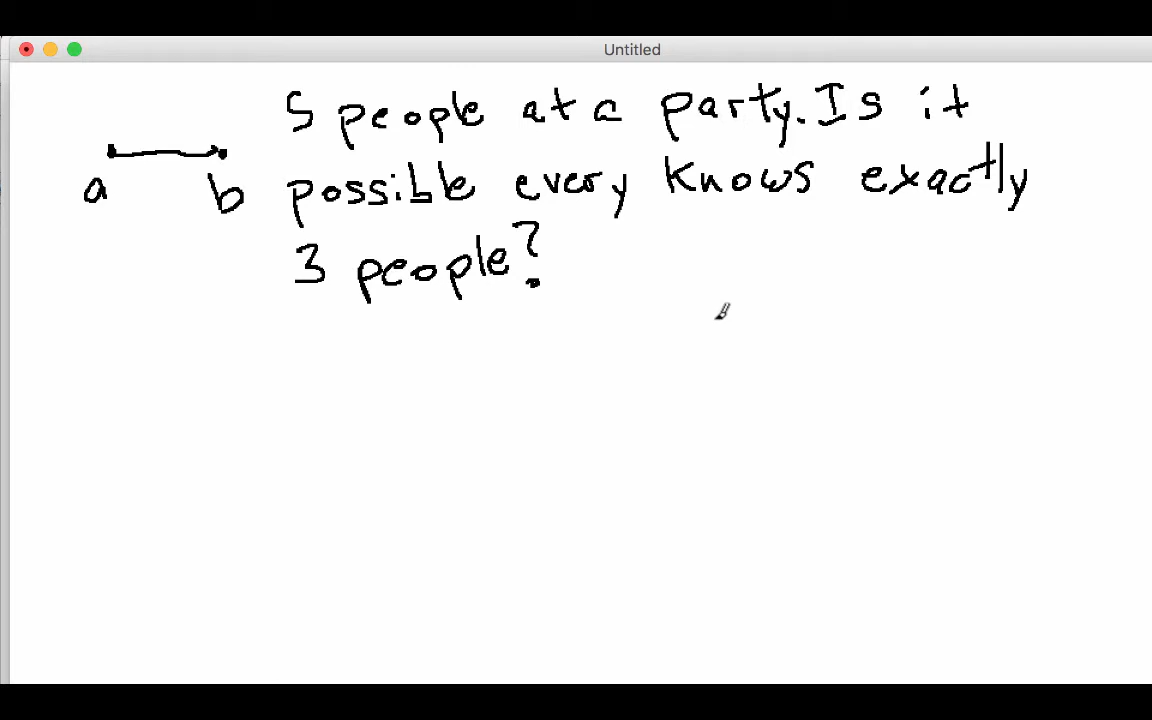 Untitled
5 people at a party. Is it
a b possible every knows exactly
3 people?